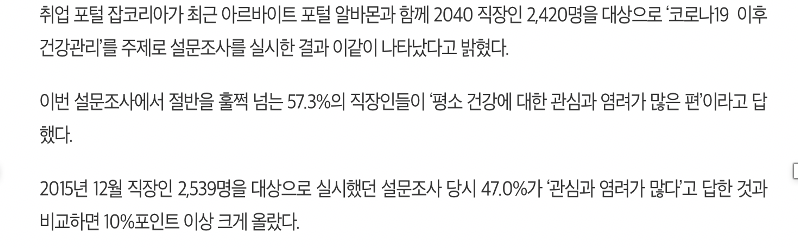 취업 포털 잡코리아가 최근 아르바이트 포털 알바몬과 함께 2040 직장인 2,420명을 대상으로 ‘코로나19 이후
건강관리’를 주제로 설문조사를 실시한 결과 이같이 나타났다고 밝혔다.
이번 설문조사에서 절반을 훌쩍 넘는 57.3%의 직장인들이 ‘평소 건강에 대한 관심과 염려가 많은 편’이라고 답
했다.
2015년 12월 직장인 2,539명을 대상으로 실시했던 설문조사 당시 47.0%가 ‘관심과 염려가 많다’고 답한 것과
비교하면 10%포인트 이상 크게 올랐다.